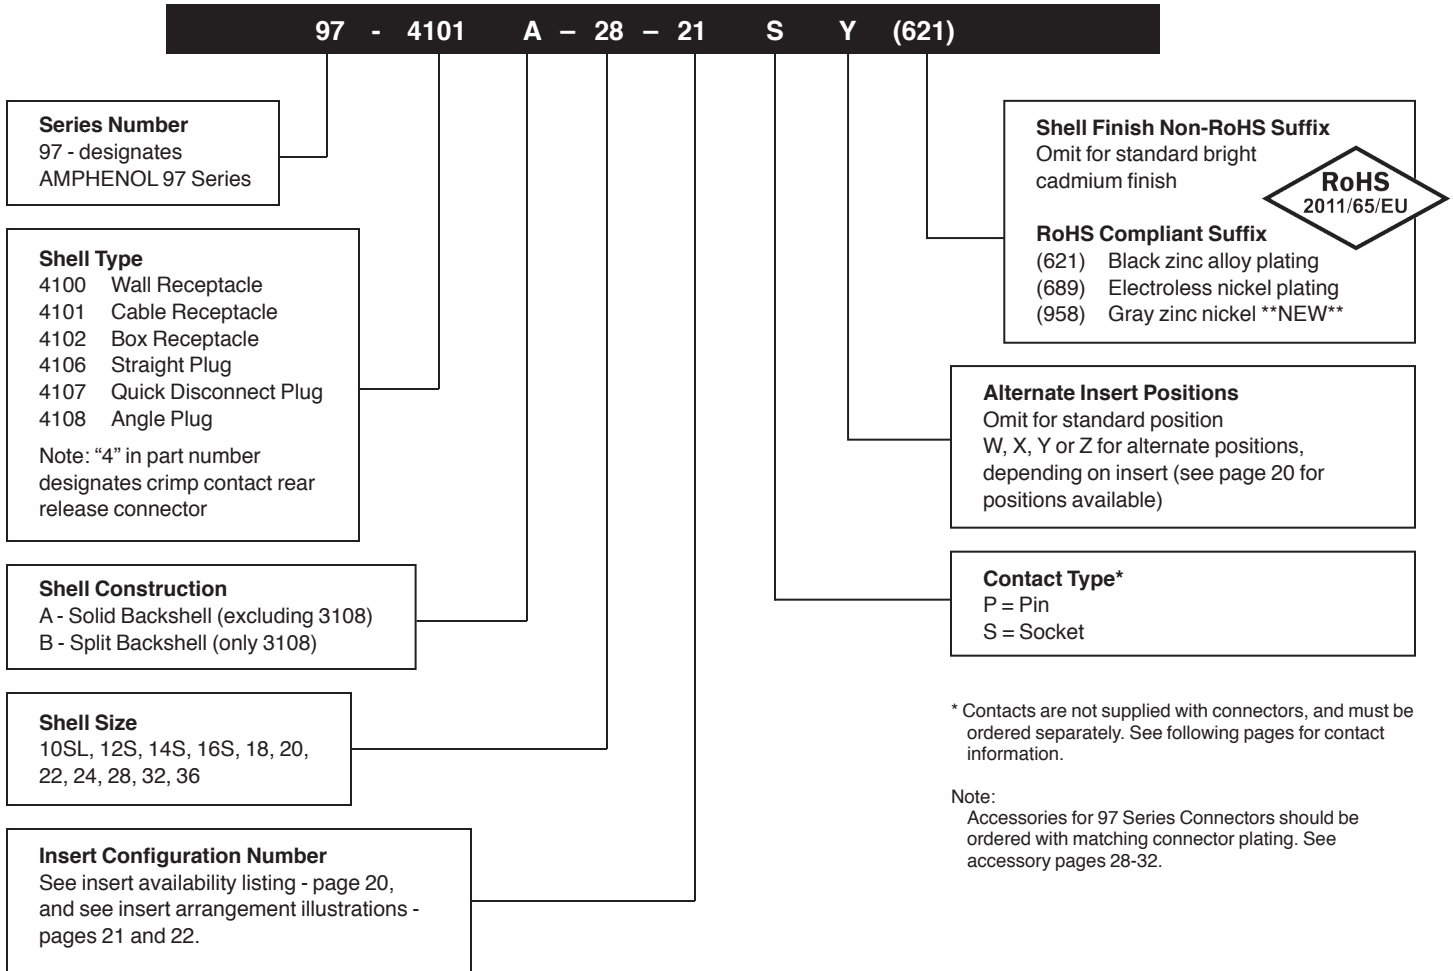 97 - 4101 A – 28 – 21 S Y (621)
Series Number
97 - designates
AMPHENOL 97 Series
Shell Type
4100 Wall Receptacle
4101 Cable Receptacle
4102 Box Receptacle
4106 Straight Plug
4107 Quick Disconnect Plug
4108 Angle Plug
Note: “4” in part number
designates crimp contact rear
release connector
Shell Construction
A - Solid Backshell (excluding 3108)
B - Split Backshell (only 3108)
Shell Size
10SL, 12S, 14S, 16S, 18, 20,
22, 24, 28, 32, 36
Insert Configuration Number
See insert availability listing - page 20,
and see insert arrangement illustrations -
pages 21 and 22.
Shell Finish Non-RoHS Suffix
Omit for standard bright
cadmium finish
RoHS
2011/65/EU
RoHS Compliant Suffix
(621) Black zinc alloy plating
(689) Electroless nickel plating
(958) Gray zinc nickel **NEW**
Alternate Insert Positions
Omit for standard position
W, X, Y or Z for alternate positions,
depending on insert (see page 20 for
positions available)
Contact Type*
P = Pin
S = Socket
* Contacts are not supplied with connectors, and must be
ordered separately. See following pages for contact
information.
Note:
Accessories for 97 Series Connectors should be
ordered with matching connector plating. See
accessory pages 28-32.